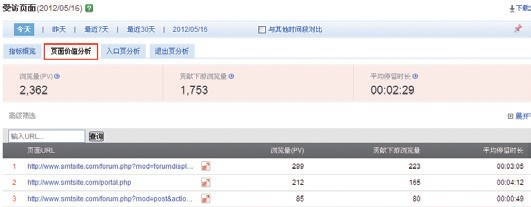 受访页面(2012/05/16) 下载
今天 | 昨天 | 最近7天 | 最近30天 | 2012/05/16 与其他时间段对比
指标概览 页面价值分析 入口页分析 退出页分析
浏览量(PV) 贡献下游浏览量 平均停留时长
2,362 1,753 00:02:29
高级筛选 展开
输入URL... 查询
页面URL 浏览量(PV) 贡献下游浏览量 平均停留时长
1 http://www.smtsite.com/forum.php?mod=forumdispl... 299 223 00:03:05
2 http://www.smtsite.com/portal.php 212 165 00:04:12
3 http://www.smtsite.com/forum.php?mod=post&actio... 85 80 00:00:49